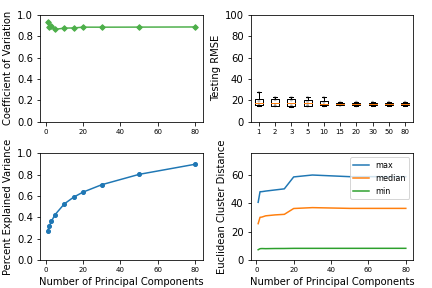 Coefficient of Variation
1.0
0.8
0.6
0.4
0.2
0.0
0 20 40 60 80
Testing RMSE
100
80
60
40
20
0
1 2 3 5 10 15 20 30 50 80
Percent Explained Variance
1.0
0.8
0.6
0.4
0.2
0.0
0 20 40 60 80
Number of Principal Components
Euclidean Cluster Distance
60
40
20
0
max
median
min
0 20 40 60 80
Number of Principal Components